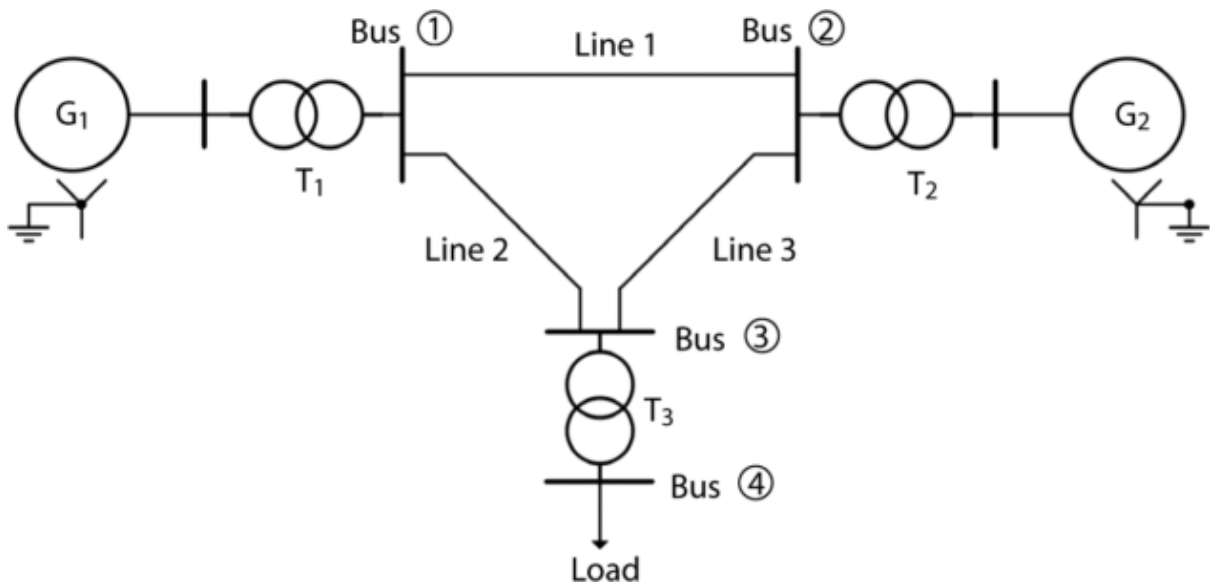 Bus ①
Line 1
Bus ②
G₁
T₁
T₂
G₂
Line 2
Line 3
Bus ③
T₃
Bus ④
Load